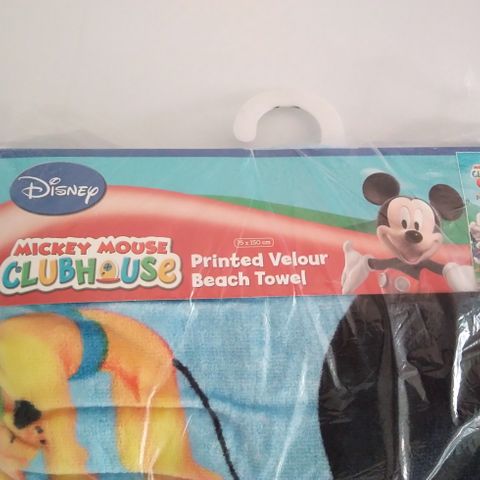 Disney
MICKEY MOUSE
CLUBHOUSE
75 x 150 cm
Printed Velour
Beach Towel